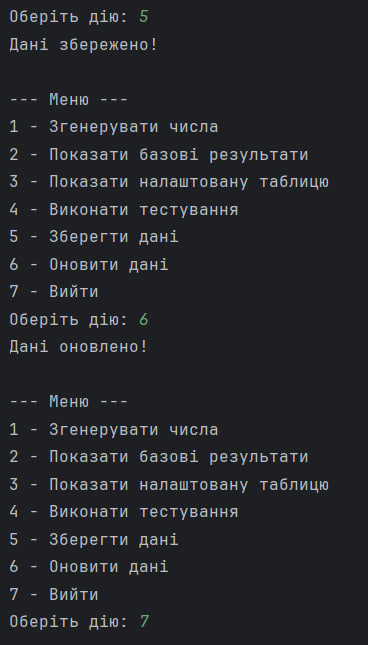 Оберіть дію: 5
Дані збережено!
--- Меню ---
1 - Згенерувати числа
2 - Показати базові результати
3 - Показати налаштовану таблицю
4 - Виконати тестування
5 - Зберегти дані
6 - Оновити дані
7 - Вийти
Оберіть дію: 6
Дані оновлено!
--- Меню ---
1 - Згенерувати числа
2 - Показати базові результати
3 - Показати налаштовану таблицю
4 - Виконати тестування
5 - Зберегти дані
6 - Оновити дані
7 - Вийти
Оберіть дію: 7